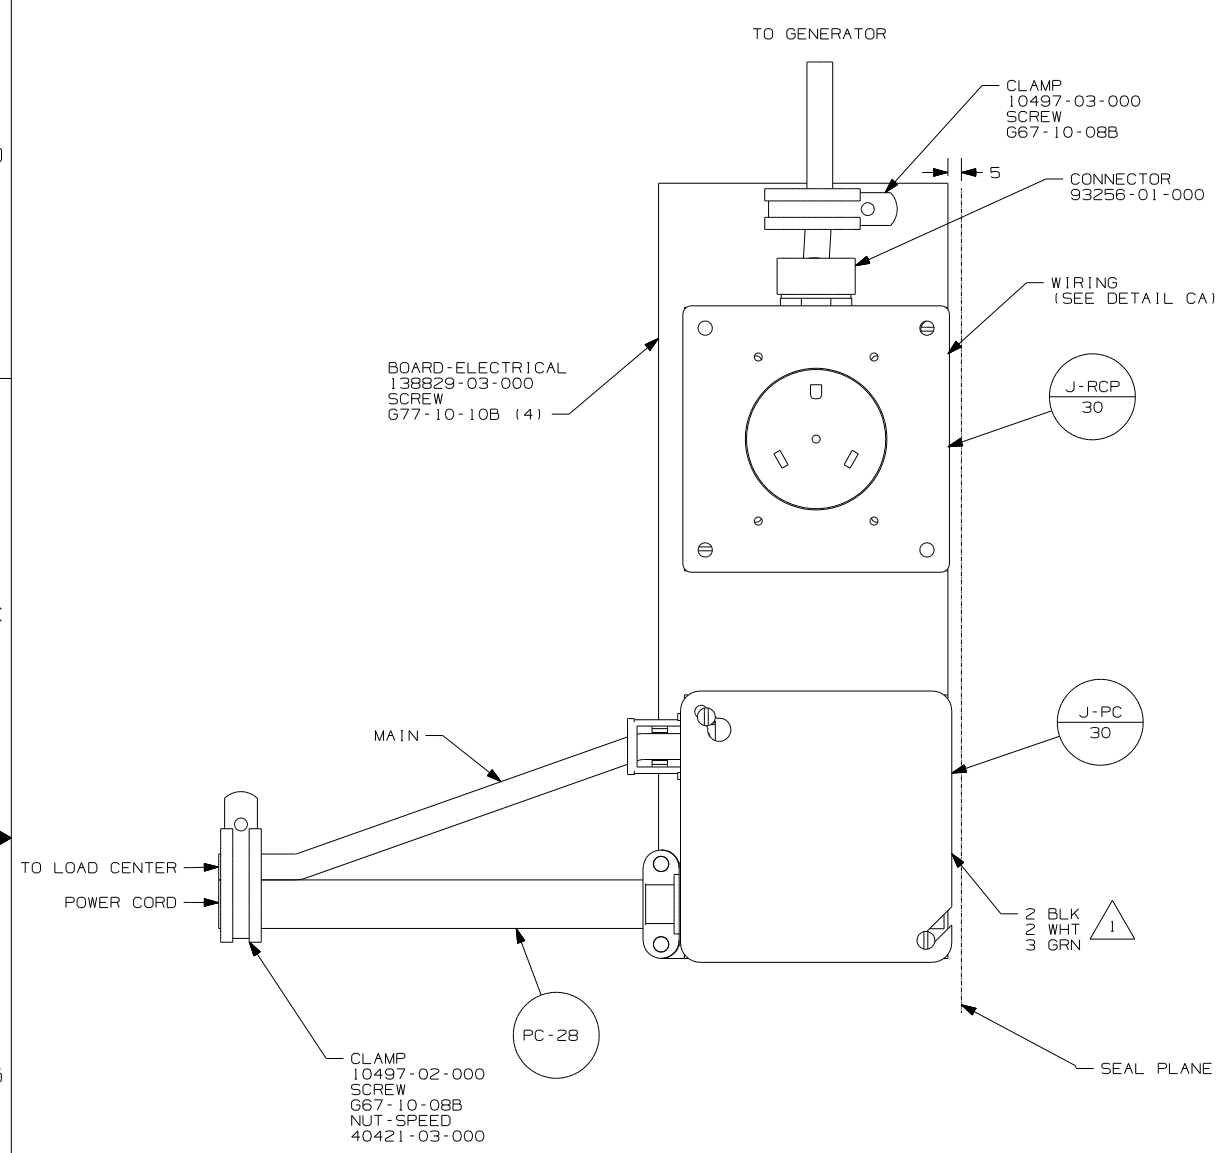 TO GENERATOR
CLAMP
10497-03-000
SCREW
G67-10-08B
5
CONNECTOR
93256-01-000
WIRING
(SEE DETAIL CA)
BOARD-ELECTRICAL
138829-03-000
SCREW
G77-10-10B (4)
J-RCP
30
J-PC
30
MAIN
TO LOAD CENTER
POWER CORD
2 BLK
2 WHT
3 GRN
1
PC-28
CLAMP
10497-02-000
SCREW
G67-10-08B
NUT-SPEED
40421-03-000
SEAL PLANE